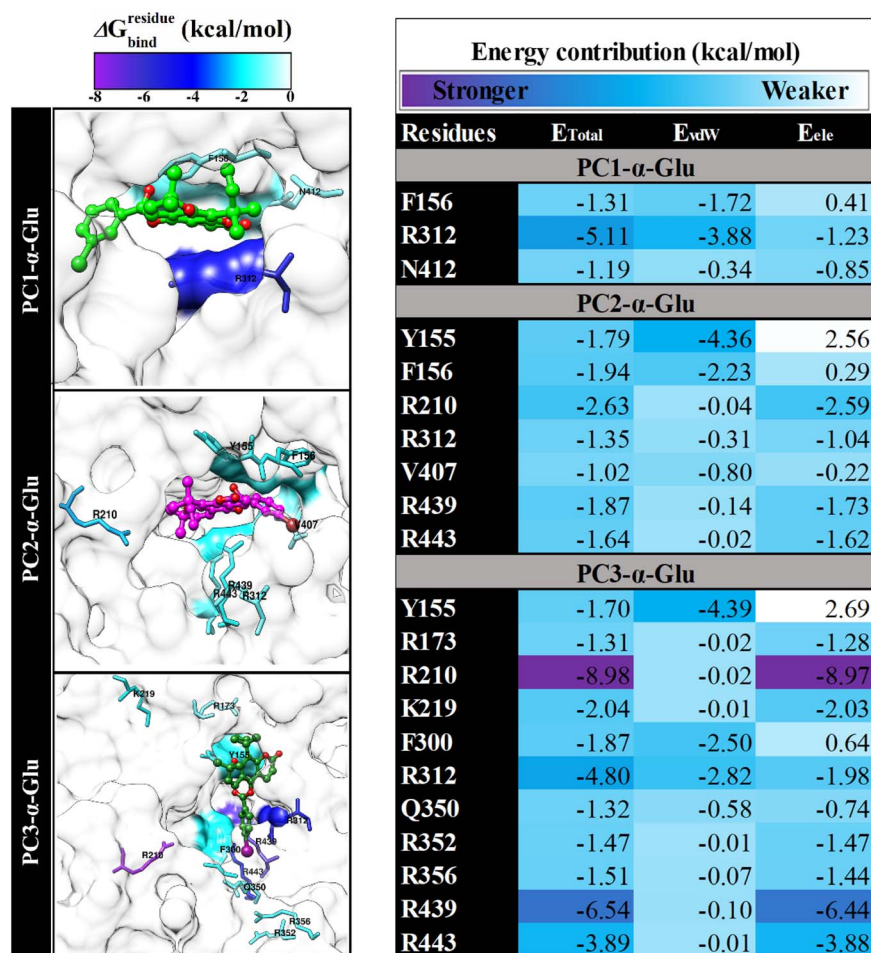 ΔG residue bind (kcal/mol)
-8 -6 -4 -2 0
PC1-α-Glu
F156
N412
R312
PC2-α-Glu
Y155
F156
R210
V407
R439
R443 R312
PC3-α-Glu
K219
R173
Y155
R312
R439
F300
R210
R443
Q350
R356
R352
Energy contribution (kcal/mol)
Stronger Weaker
Residues ETotal EvdW Eele
PC1-α-Glu
F156 -1.31 -1.72 0.41
R312 -5.11 -3.88 -1.23
N412 -1.19 -0.34 -0.85
PC2-α-Glu
Y155 -1.79 -4.36 2.56
F156 -1.94 -2.23 0.29
R210 -2.63 -0.04 -2.59
R312 -1.35 -0.31 -1.04
V407 -1.02 -0.80 -0.22
R439 -1.87 -0.14 -1.73
R443 -1.64 -0.02 -1.62
PC3-α-Glu
Y155 -1.70 -4.39 2.69
R173 -1.31 -0.02 -1.28
R210 -8.98 -0.02 -8.97
K219 -2.04 -0.01 -2.03
F300 -1.87 -2.50 0.64
R312 -4.80 -2.82 -1.98
Q350 -1.32 -0.58 -0.74
R352 -1.47 -0.01 -1.47
R356 -1.51 -0.07 -1.44
R439 -6.54 -0.10 -6.44
R443 -3.89 -0.01 -3.88